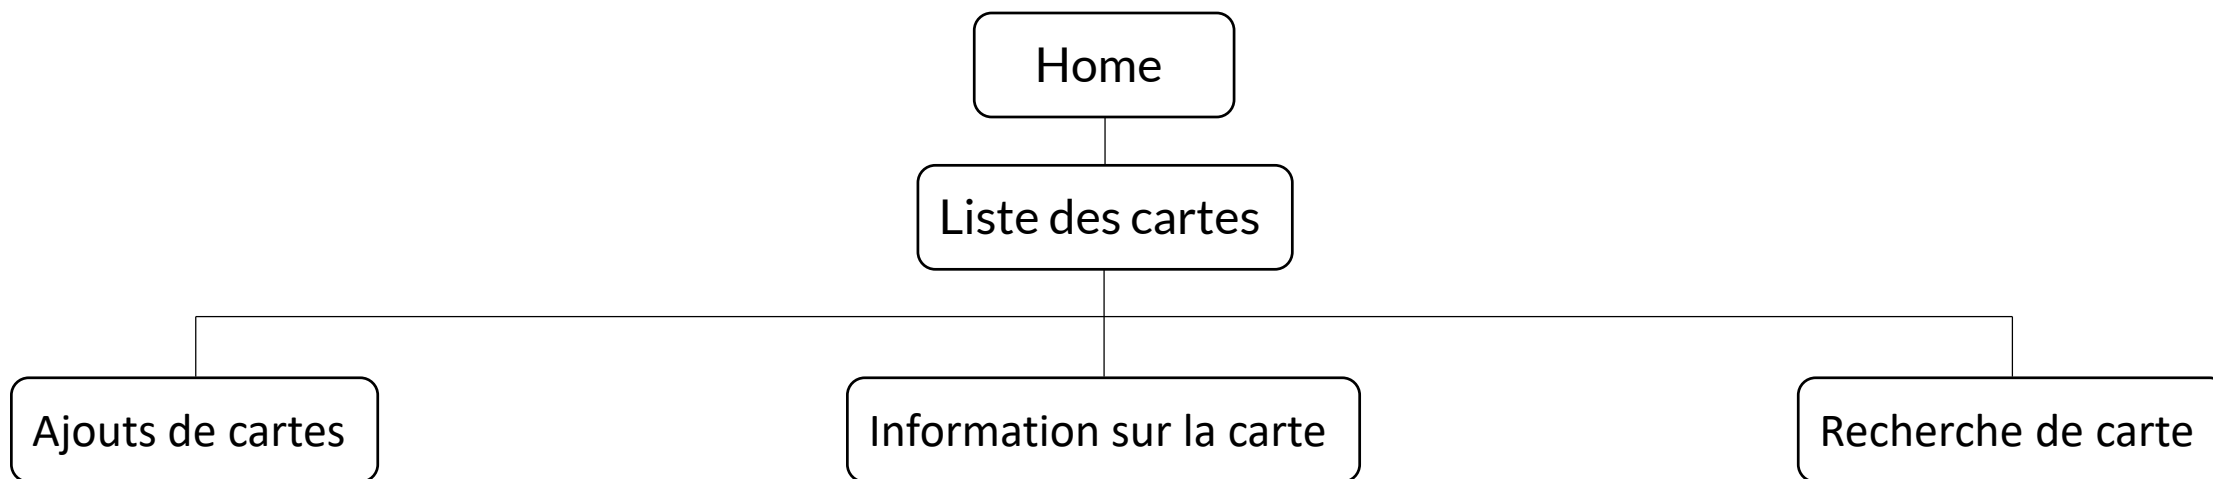 Home
Liste des cartes
Ajouts de cartes
Information sur la carte
Recherche de carte